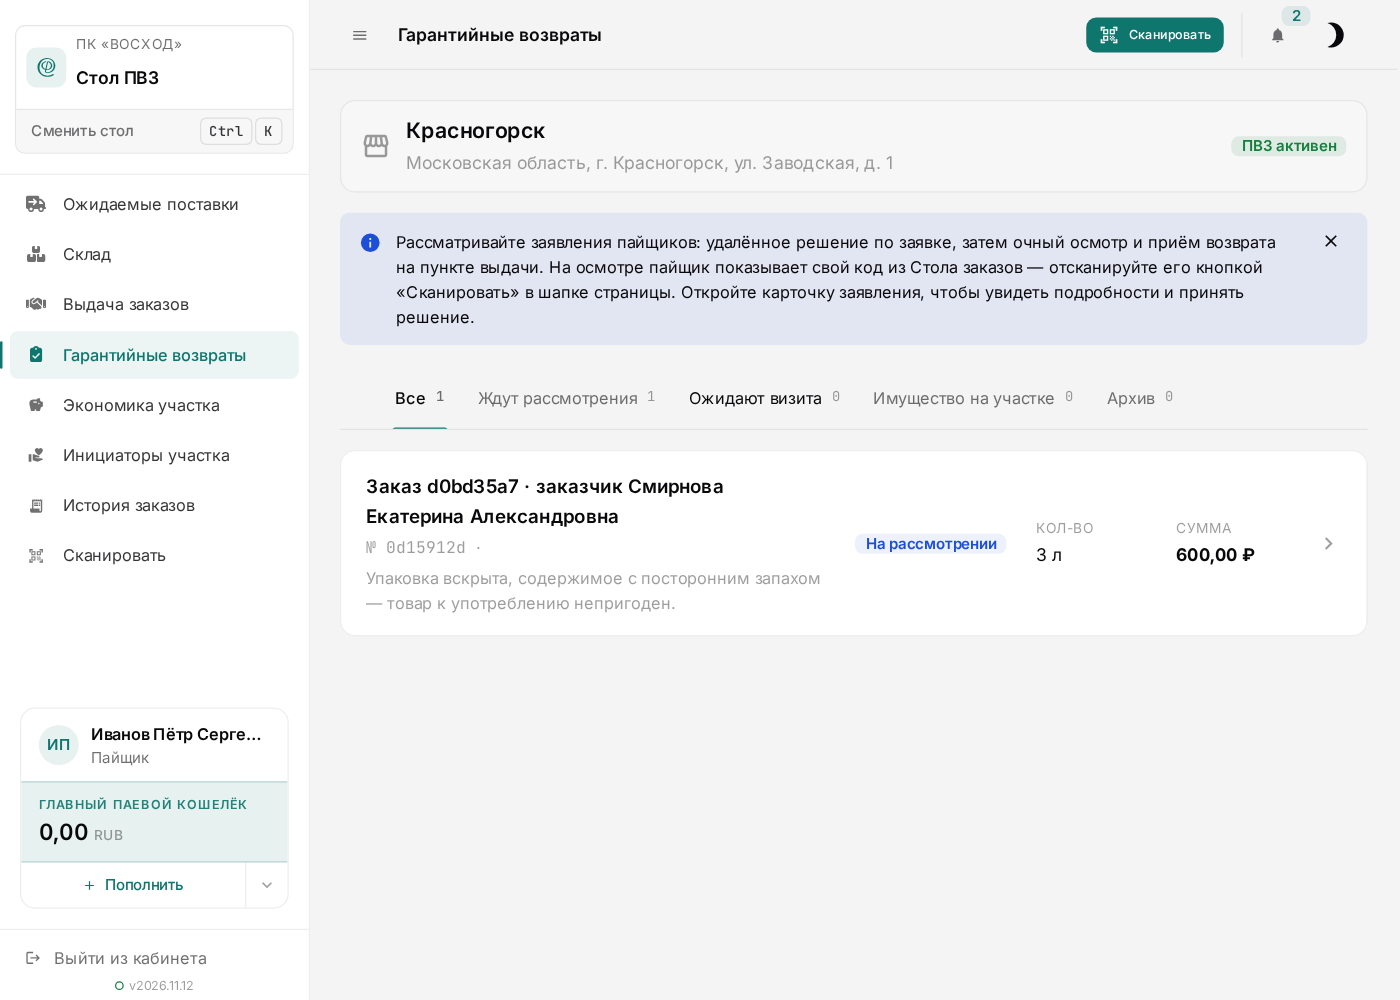 ПК «ВОСХОД»
Стол ПВЗ
Сменить стол
Ctrl K
Ожидаемые поставки
Склад
Выдача заказов
Гарантийные возвраты
Экономика участка
Инициаторы участка
История заказов
Сканировать
ИП
Иванов Пётр Серге...
Пайщик
ГЛАВНЫЙ ПАЕВОЙ КОШЕЛЁК
0,00 RUB
+ Пополнить
Выйти из кабинета
v2026.11.12
Гарантийные возвраты
Сканировать
2
Красногорск
Московская область, г. Красногорск, ул. Заводская, д. 1
ПВЗ активен
Рассматривайте заявления пайщиков: удалённое решение по заявке, затем очный осмотр и приём возврата
на пункте выдачи. На осмотре пайщик показывает свой код из Стола заказов — отсканируйте его кнопкой
«Сканировать» в шапке страницы. Откройте карточку заявления, чтобы увидеть подробности и принять
решение.
Все 1 Ждут рассмотрения 1 Ожидают визита 0 Имущество на участке 0 Архив 0
Заказ d0bd35a7 · заказчик Смирнова
Екатерина Александровна
№ 0d15912d ·
Упаковка вскрыта, содержимое с посторонним запахом
— товар к употреблению непригоден.
На рассмотрении
КОЛ-ВО
3 л
СУММА
600,00 ₽